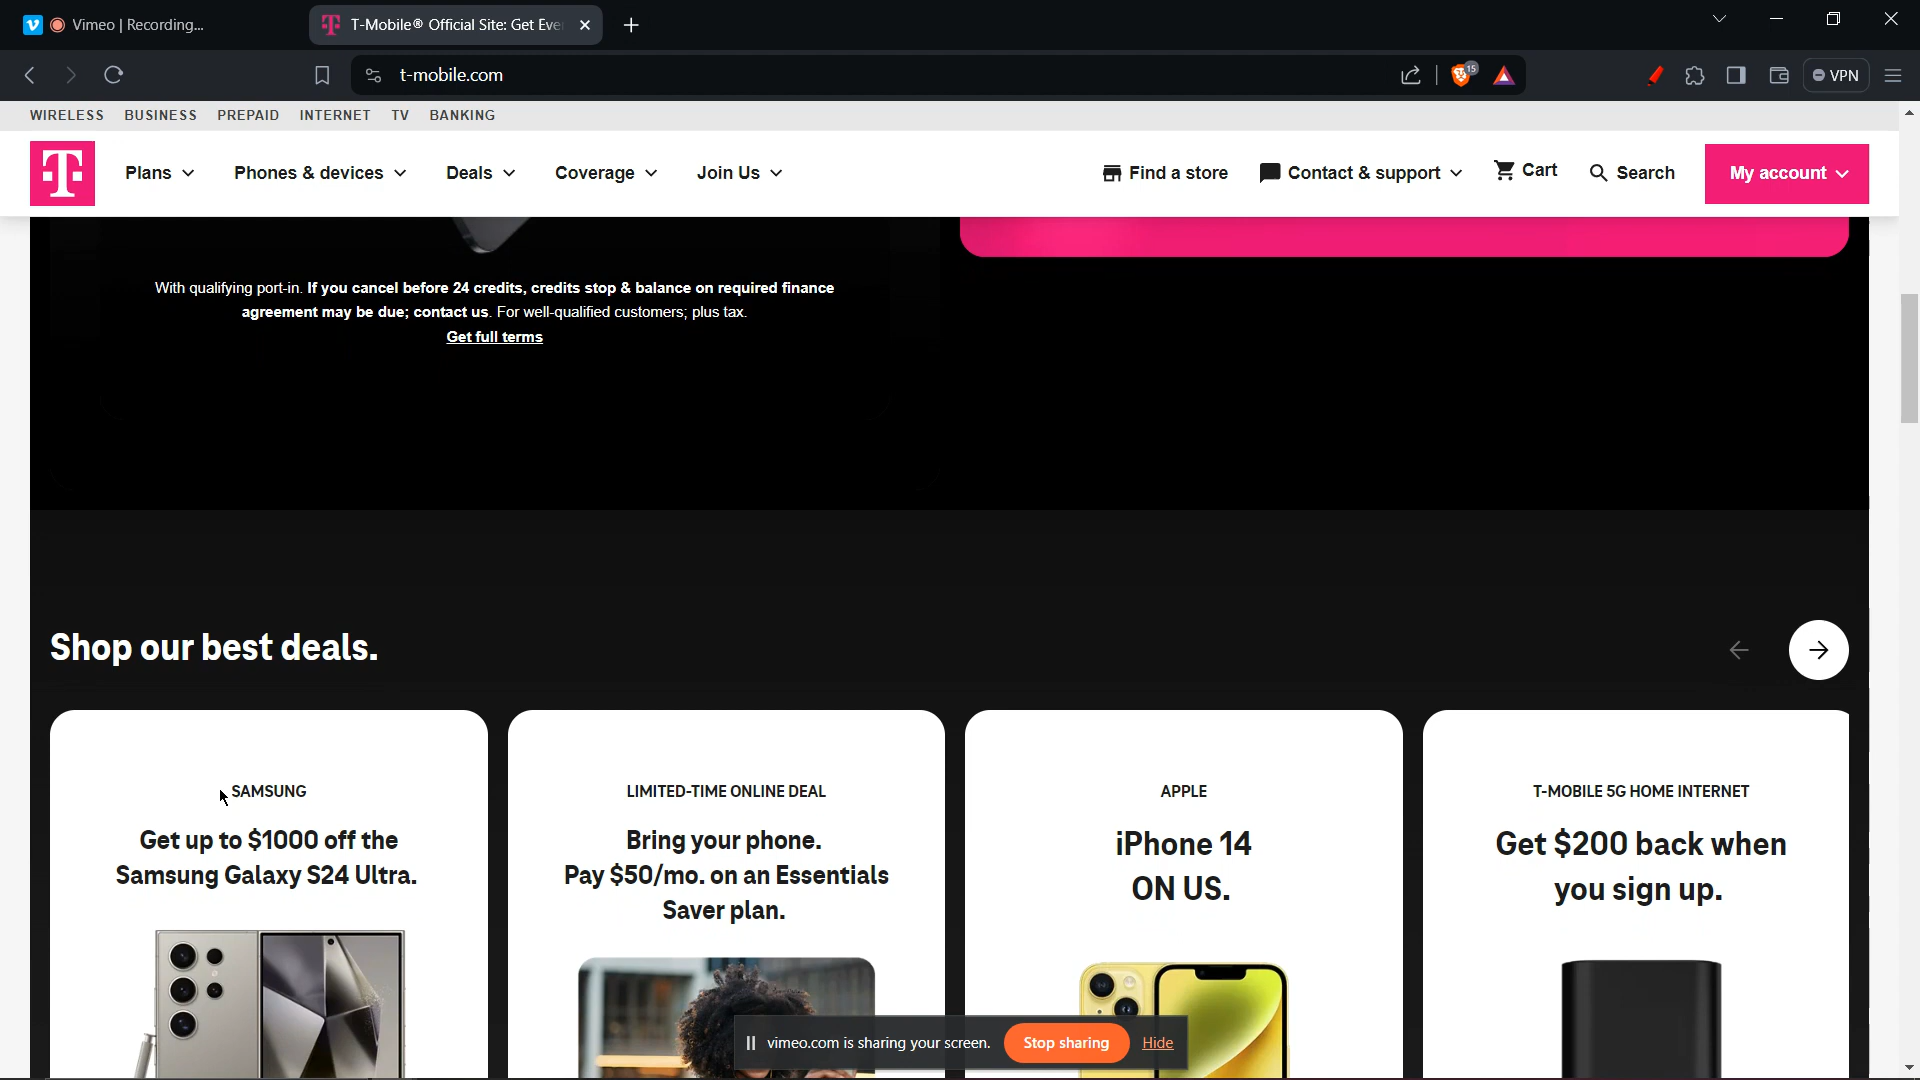 Vimeo | Recording...
T-Mobile® Official Site: Get Eve
t-mobile.com
15
VPN
WIRELESS BUSINESS PREPAID INTERNET TV BANKING
T
Plans Phones & devices Deals Coverage Join Us Find a store Contact & support Cart Search My account
With qualifying port-in. If you cancel before 24 credits, credits stop & balance on required finance
agreement may be due; contact us. For well-qualified customers; plus tax.
Get full terms
Shop our best deals.
SAMSUNG
Get up to $1000 off the
Samsung Galaxy S24 Ultra.
LIMITED-TIME ONLINE DEAL
Bring your phone.
Pay $50/mo. on an Essentials
Saver plan.
APPLE
iPhone 14
ON US.
T-MOBILE 5G HOME INTERNET
Get $200 back when
you sign up.
vimeo.com is sharing your screen. Stop sharing Hide